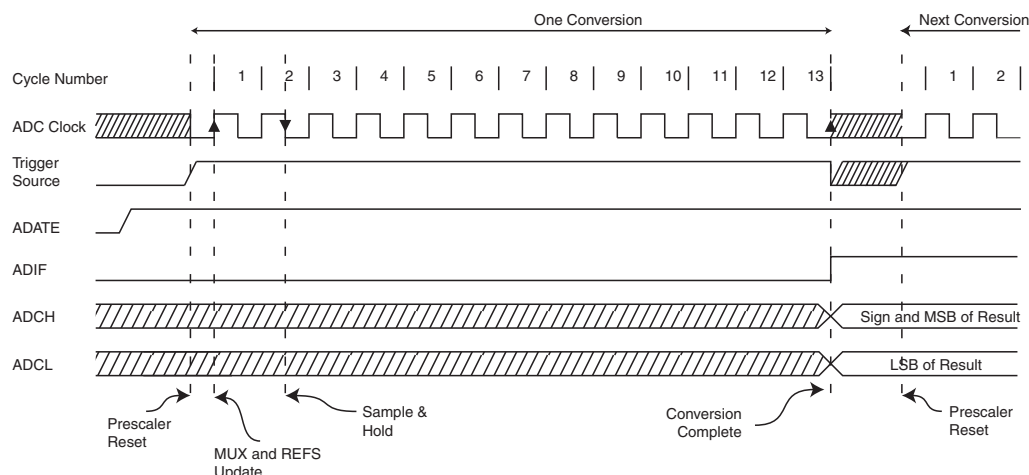 One Conversion
Next Conversion
Cycle Number
1 2 3 4 5 6 7 8 9 10 11 12 13 1 2
ADC Clock
Trigger
Source
ADATE
ADIF
ADCH
Sign and MSB of Result
ADCL
LSB of Result
Prescaler
Reset
MUX and REFS
Update
Sample &
Hold
Conversion
Complete
Prescaler
Reset